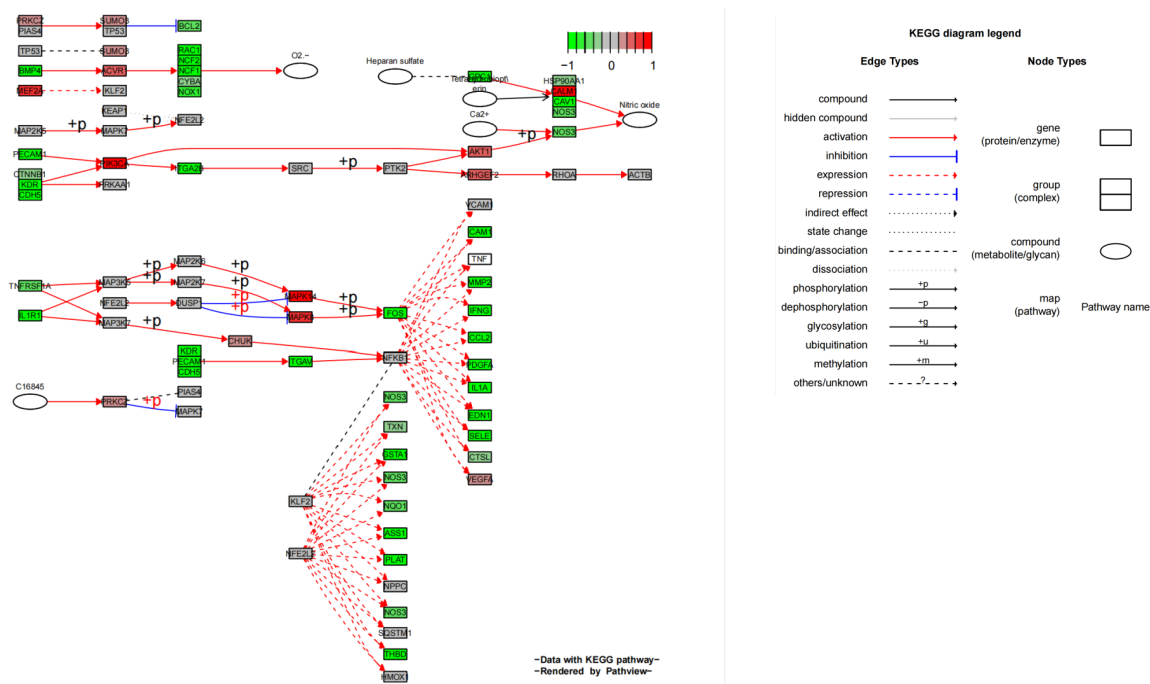 PRKCZ
PIAS4
SUMO3
TP53
BCL2
TP53
SUMO3
RAC1
NCF2
NCF1
CYBA
NOX1
BMP4
ACVR1
O2.−
MEF2A
KLF2
KEAP1
NFE2L2
MAP2K5
+p
MAPK7
+p
Heparan sulfate
GPC1
erin
HSP90AA1
CALM
CAV1
NOS3
Ca2+
NOS3
Nitric oxide
−1
0
1
PECAM1
CTNNB1
KDR
CDH5
PRKAA1
SRC
+p
PTK2
+p
AKT1
ARHGEF2
RHOA
ACTB
TNFRSF1A
IL1R1
MAP3K5
NFE2L2
MAP3K7
+p
+p
+p
MAP2K6
MAP2K7
DUSP1
+p
+p
+p
+p
MAPK14
MAPK8
+p
+p
FOS
CHUK
NFKB1
KDR
PECAM1
CDH5
ITGAV
C16845
PRKCZ
+p
PIAS4
MAPK7
VCAM1
ICAM1
TNF
MMP2
IFNG
CCL2
PDGFA
IL1A
EDN1
SELE
CTSL
VEGFA
KLF2
NFE2L2
NOS3
TXN
GSTA1
NOS3
NQO1
ASS1
PLAT
NPPC
NOS3
SQSTM1
THBD
HMOX1
−Data with KEGG pathway−
−Rendered by Pathview−
KEGG diagram legend
Edge Types
Node Types
compound
hidden compound
activation
inhibition
expression
repression
indirect effect
state change
binding/association
dissociation
phosphorylation +p
dephosphorylation −p
glycosylation +g
ubiquitination +u
methylation +m
others/unknown ?
gene
(protein/enzyme)
group
(complex)
compound
(metabolite/glycan)
map
(pathway)
Pathway name